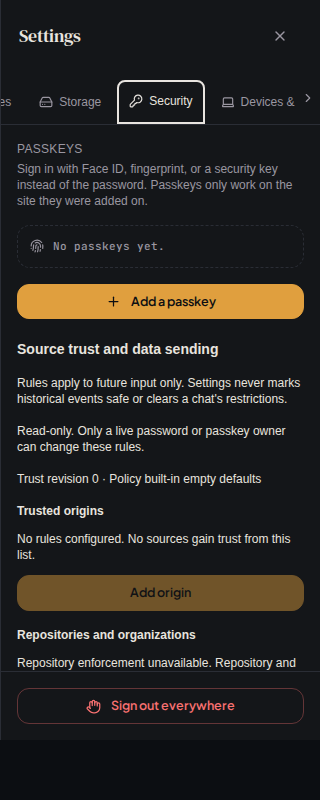 Settings
es
Storage
Security
Devices &
PASSKEYS
Sign in with Face ID, fingerprint, or a security key
instead of the password. Passkeys only work on the
site they were added on.
No passkeys yet.
Add a passkey
Source trust and data sending
Rules apply to future input only. Settings never marks
historical events safe or clears a chat's restrictions.
Read-only. Only a live password or passkey owner
can change these rules.
Trust revision 0 · Policy built-in empty defaults
Trusted origins
No rules configured. No sources gain trust from this
list.
Add origin
Repositories and organizations
Repository enforcement unavailable. Repository and
Sign out everywhere